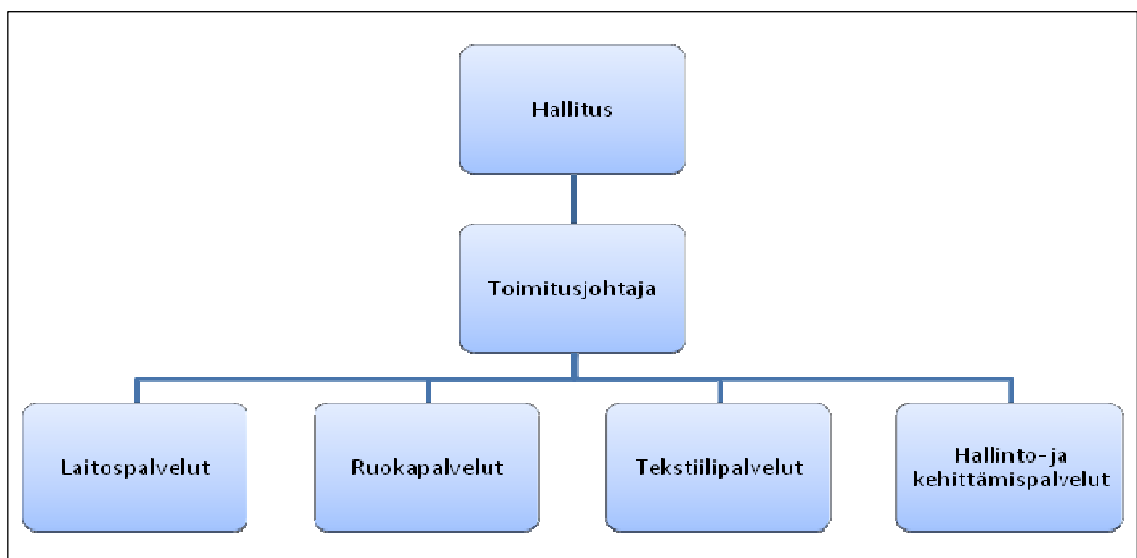 Hallitus
Toimitusjohtaja
Laitospalvelut
Ruokapalvelut
Tekstiilipalvelut
Hallinto-ja
kehittämispalvelut